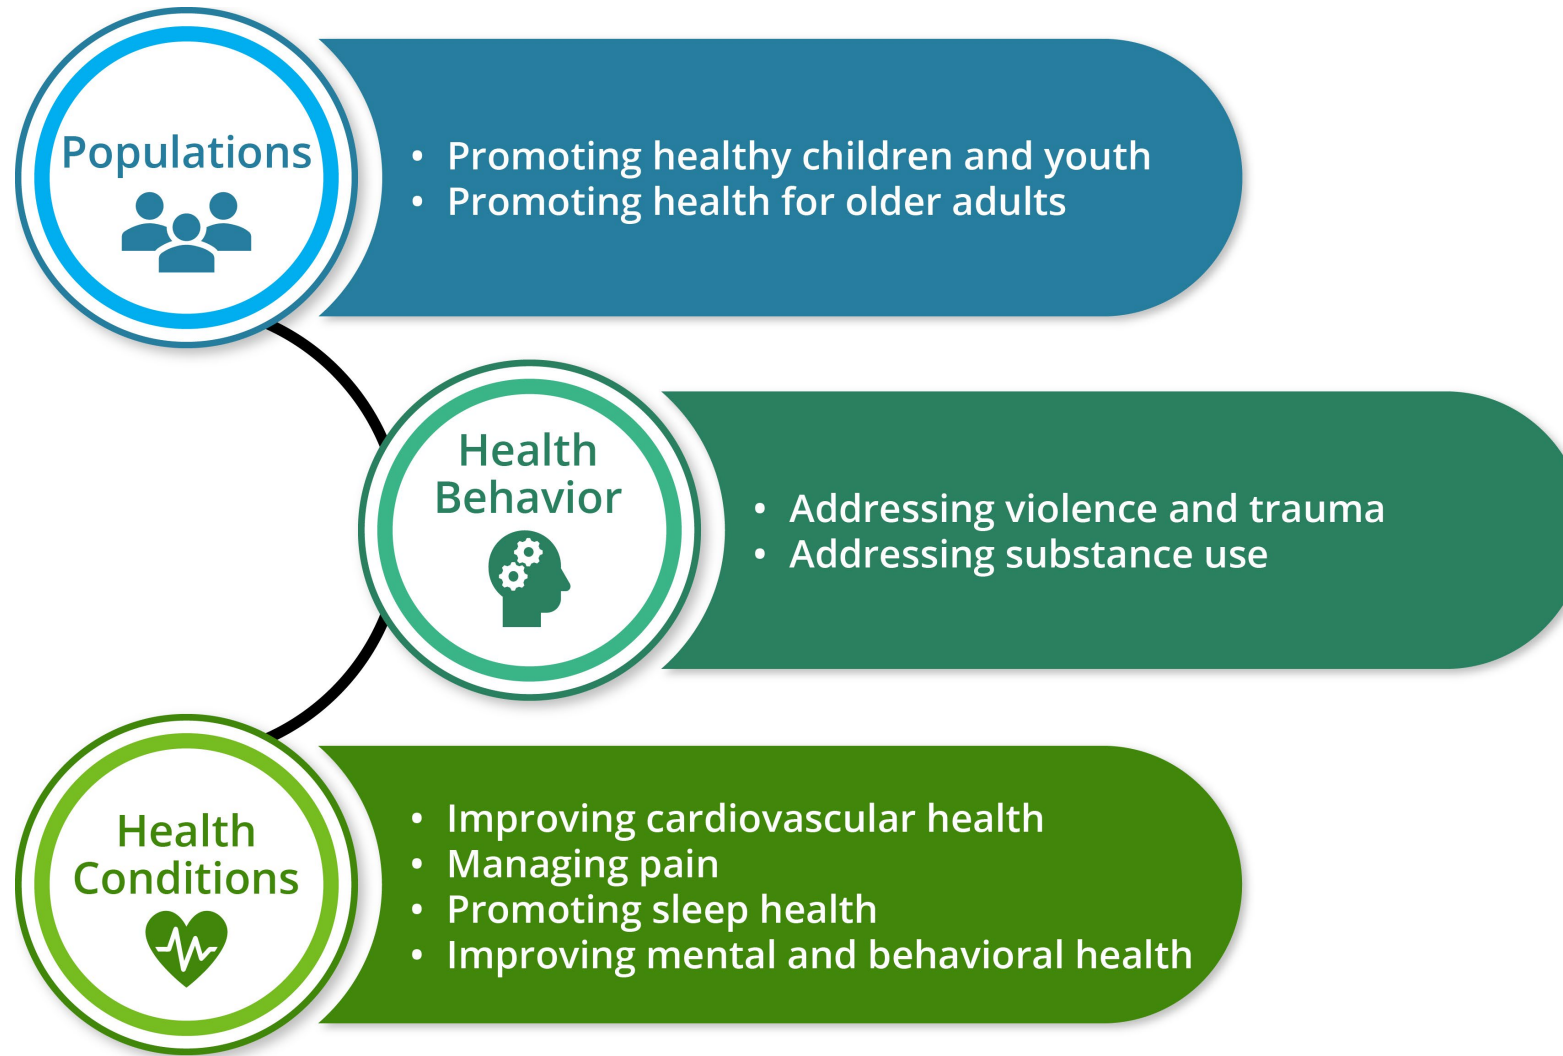 Populations
• Promoting healthy children and youth
• Promoting health for older adults
Health
Behavior
• Addressing violence and trauma
• Addressing substance use
Health
Conditions
• Improving cardiovascular health
• Managing pain
• Promoting sleep health
• Improving mental and behavioral health